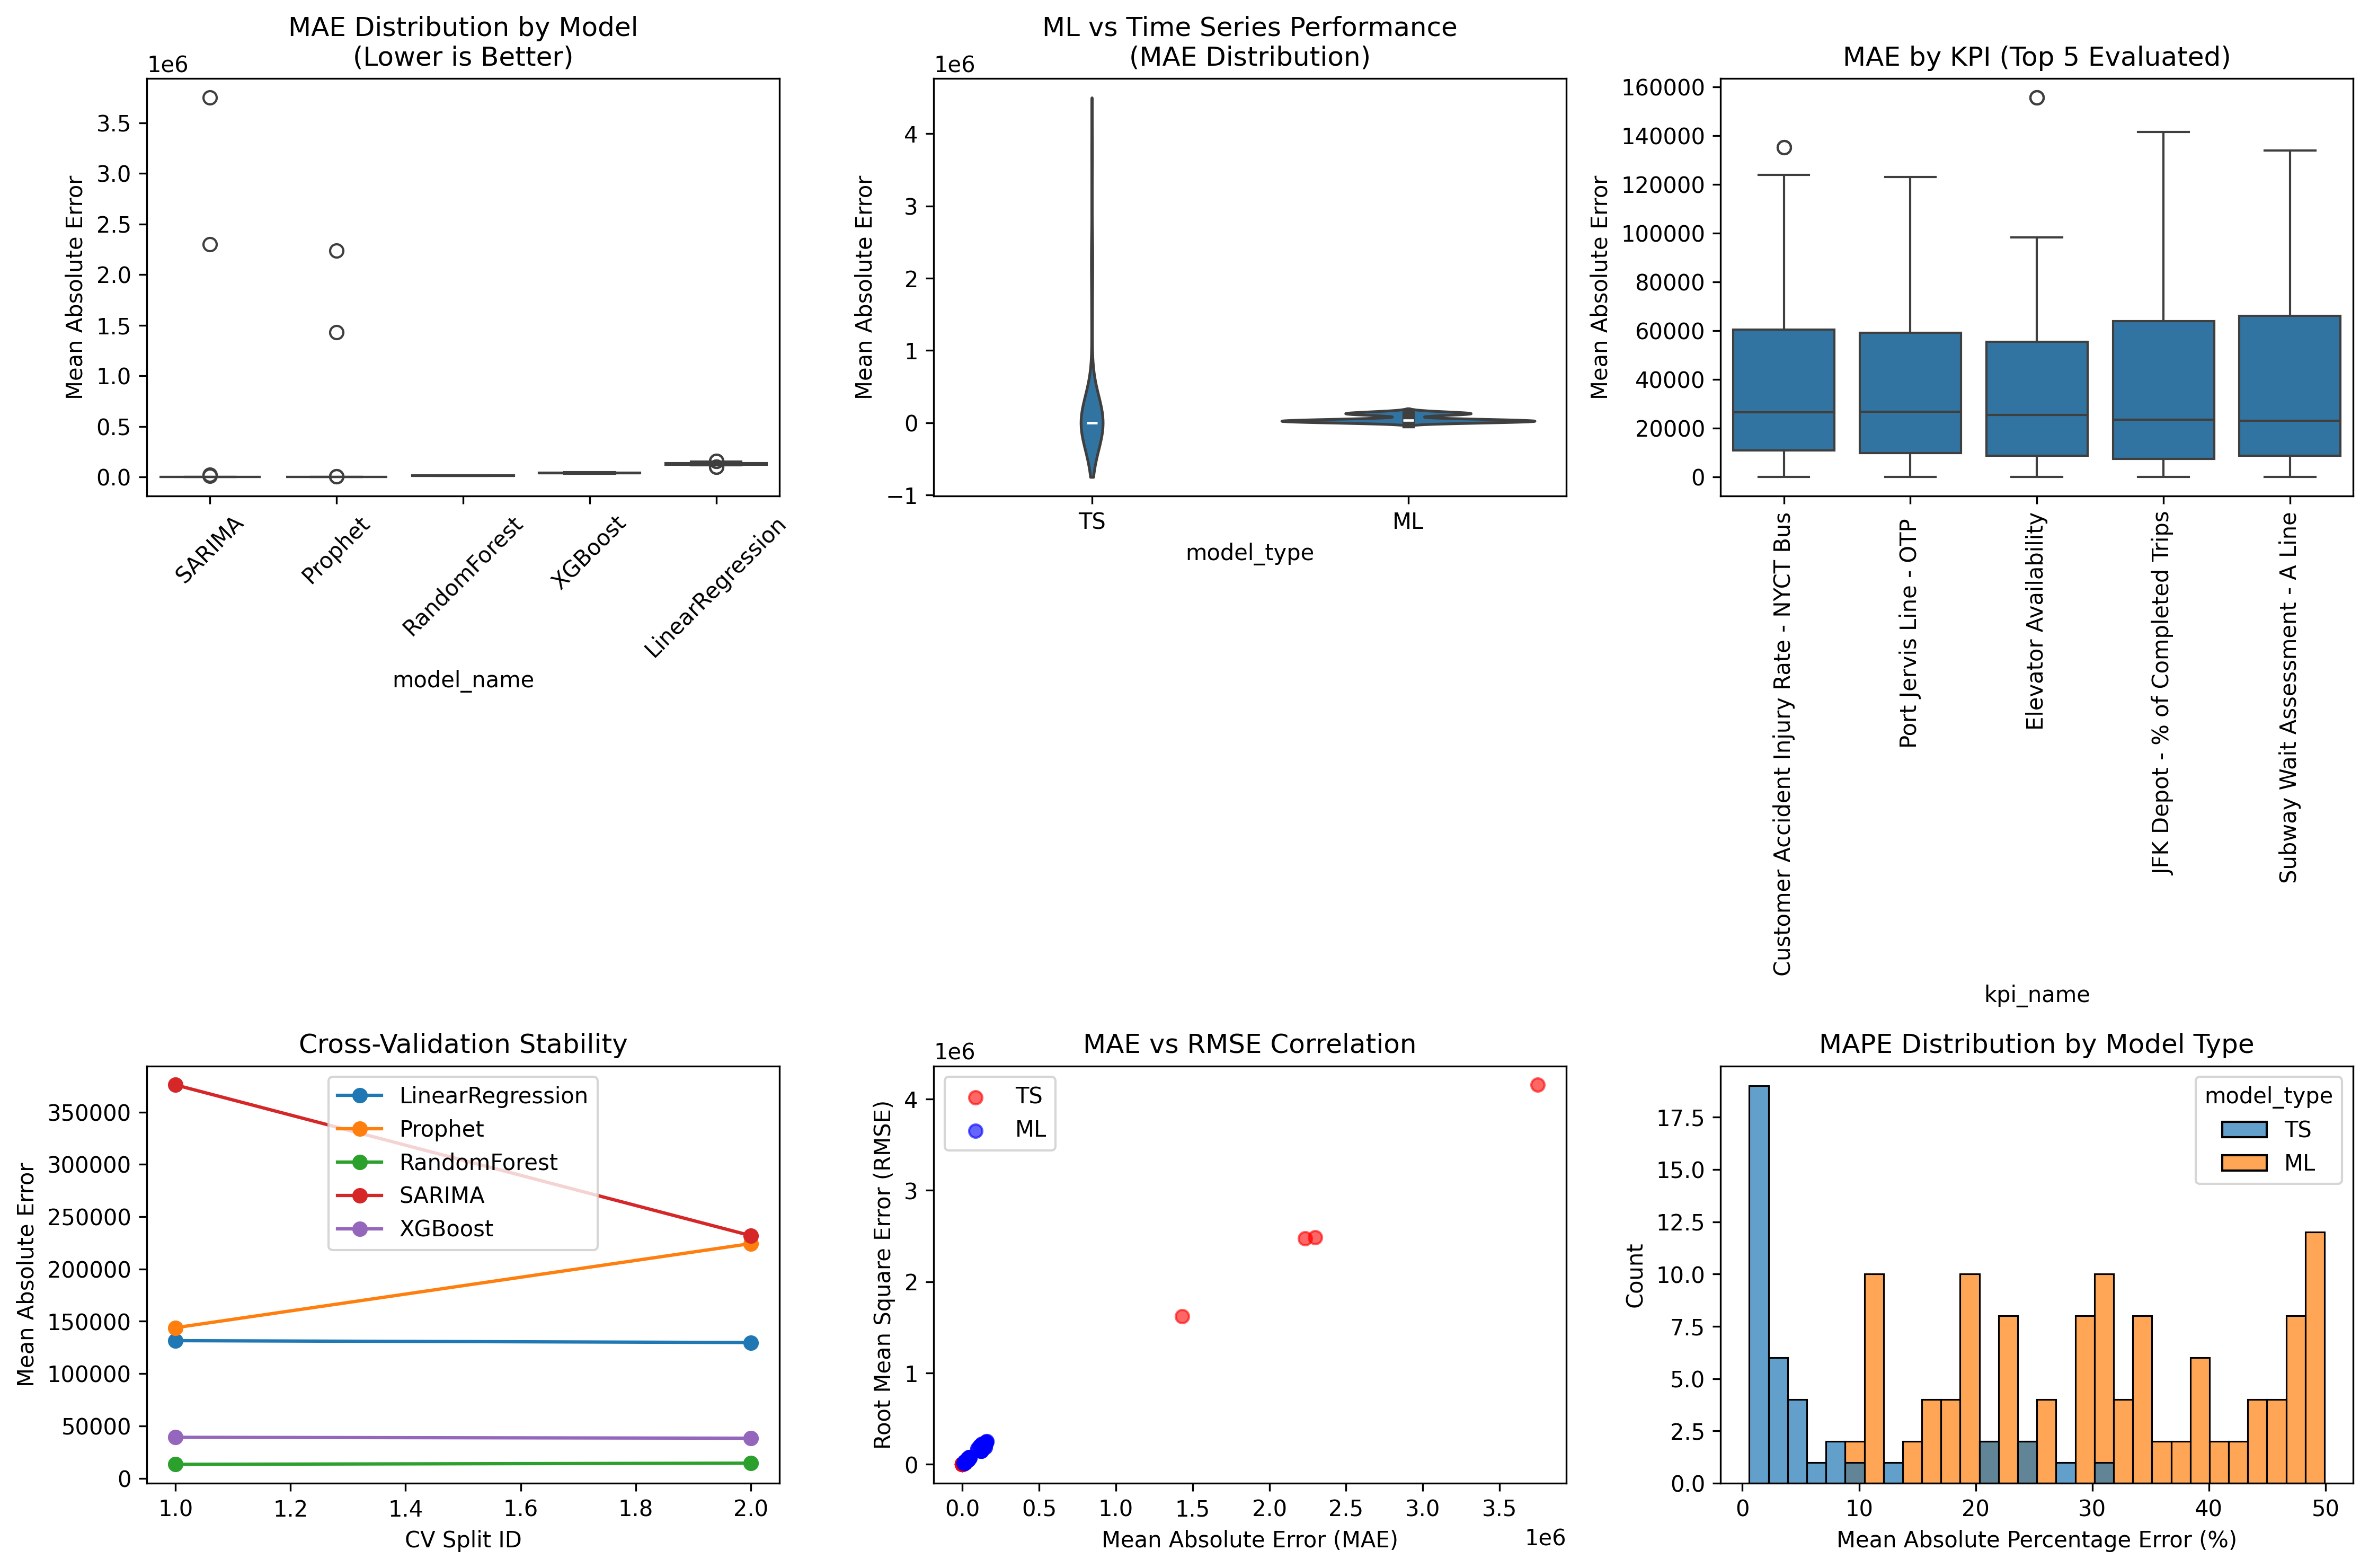 MAE Distribution by Model
(Lower is Better)
1e6
Mean Absolute Error
3.5
3.0
2.5
2.0
1.5
1.0
0.5
0.0
SARIMA
Prophet
RandomForest
XGBoost
LinearRegression
model_name
ML vs Time Series Performance
(MAE Distribution)
1e6
Mean Absolute Error
4
3
2
1
0
−1
TS
ML
model_type
MAE by KPI (Top 5 Evaluated)
Mean Absolute Error
160000
140000
120000
100000
80000
60000
40000
20000
0
Customer Accident Injury Rate - NYCT Bus
Port Jervis Line - OTP
Elevator Availability
JFK Depot - % of Completed Trips
Subway Wait Assessment - A Line
kpi_name
Cross-Validation Stability
Mean Absolute Error
350000
300000
250000
200000
150000
100000
50000
0
LinearRegression
Prophet
RandomForest
SARIMA
XGBoost
1.0
1.2
1.4
1.6
1.8
2.0
CV Split ID
MAE vs RMSE Correlation
1e6
Root Mean Square Error (RMSE)
4
3
2
1
0
TS
ML
0.0
0.5
1.0
1.5
2.0
2.5
3.0
3.5
Mean Absolute Error (MAE)
1e6
MAPE Distribution by Model Type
Count
17.5
15.0
12.5
10.0
7.5
5.0
2.5
0.0
model_type
TS
ML
0
10
20
30
40
50
Mean Absolute Percentage Error (%)